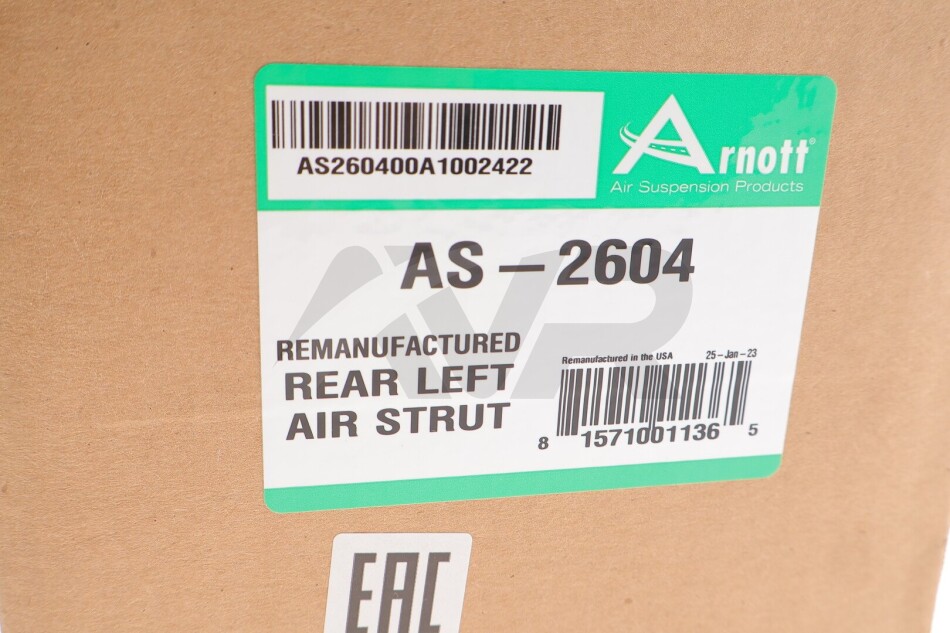 AS260400A1002422
Arnott®
Air Suspension Products
AS – 2604
AVP
REMANUFACTURED
REAR LEFT
AIR STRUT
Remanufactured in the USA 25-Jan-23
8 1571001136 5
EAC